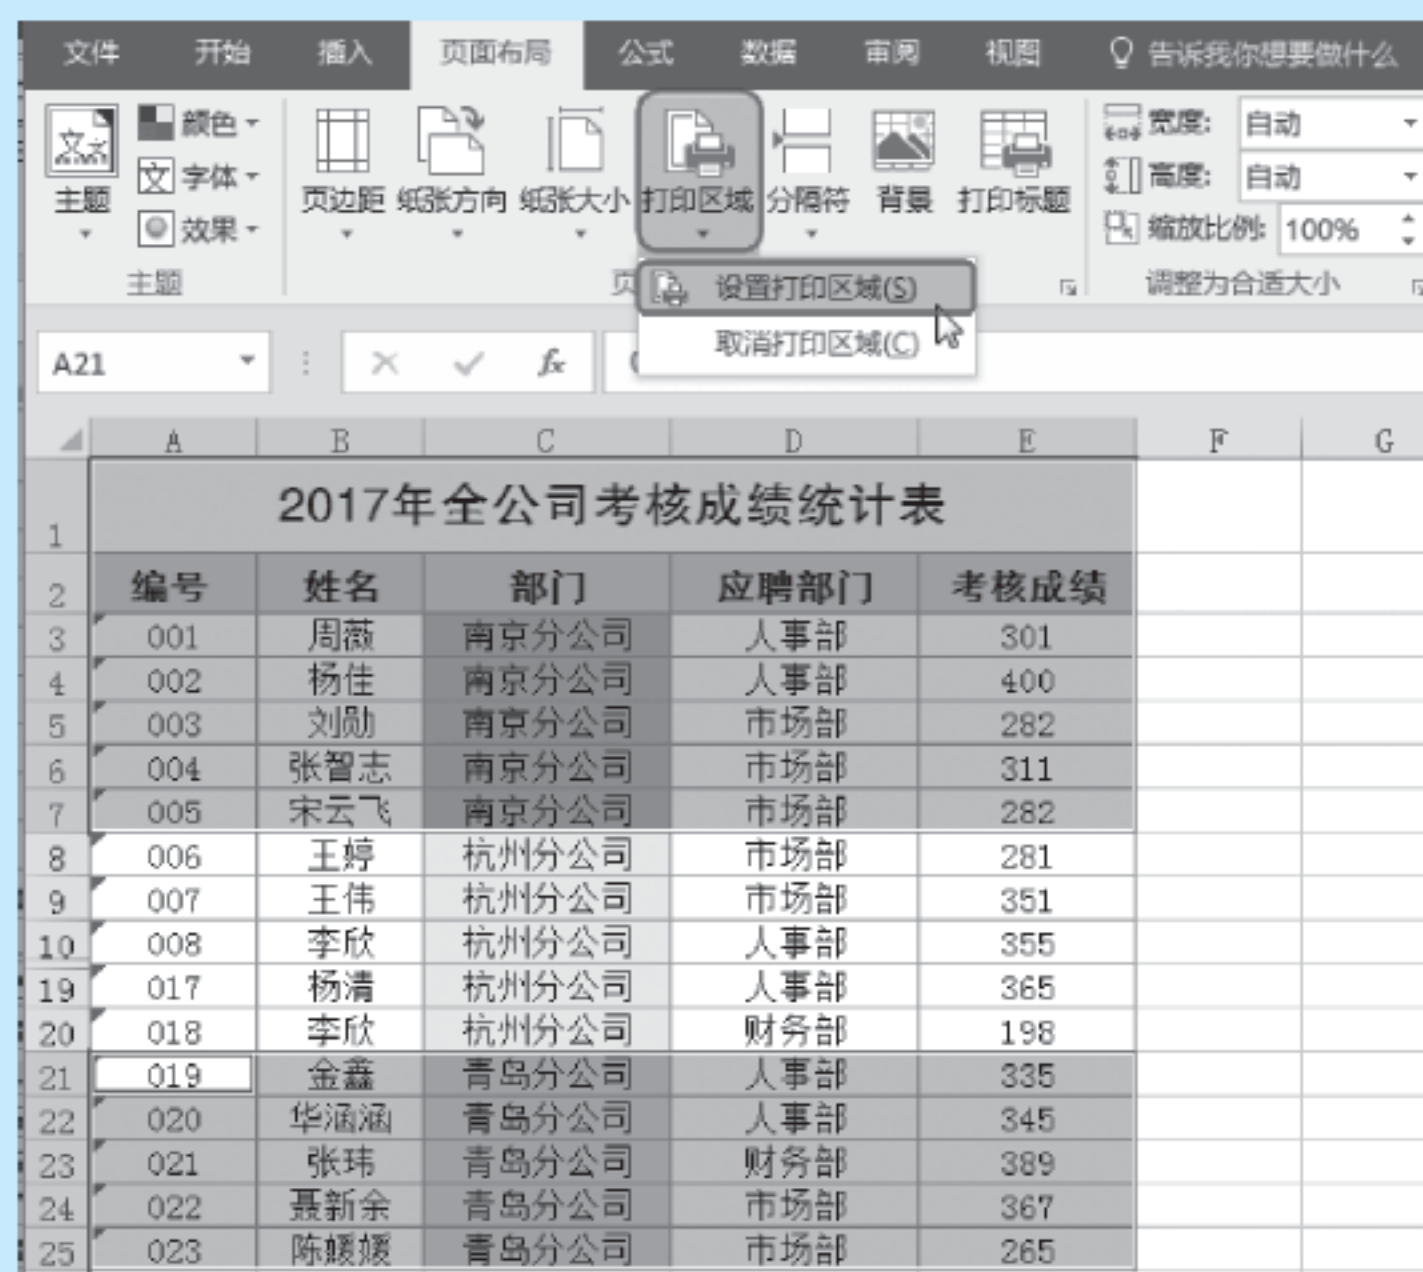 文件 开始 插入 页面布局 公式 数据 审阅 视图 告诉我你想要做什么
颜色 宽度: 自动
字体 高度: 自动
主题 页边距 纸张方向 纸张大小 打印区域 分隔符 背景 打印标题
效果 缩放比例: 100%
主题 页 调整为合适大小
设置打印区域(S)
取消打印区域(C)
A21 fx
A B C D E F G
1 2017年全公司考核成绩统计表
2 编号 姓名 部门 应聘部门 考核成绩
3 001 周薇 南京分公司 人事部 301
4 002 杨佳 南京分公司 人事部 400
5 003 刘勋 南京分公司 市场部 282
6 004 张智志 南京分公司 市场部 311
7 005 宋云飞 南京分公司 市场部 282
8 006 王婷 杭州分公司 市场部 281
9 007 王伟 杭州分公司 市场部 351
10 008 李欣 杭州分公司 人事部 355
19 017 杨清 杭州分公司 人事部 365
20 018 李欣 杭州分公司 财务部 198
21 019 金鑫 青岛分公司 人事部 335
22 020 华涵涵 青岛分公司 人事部 345
23 021 张玮 青岛分公司 财务部 389
24 022 聂新余 青岛分公司 市场部 367
25 023 陈媛媛 青岛分公司 市场部 265